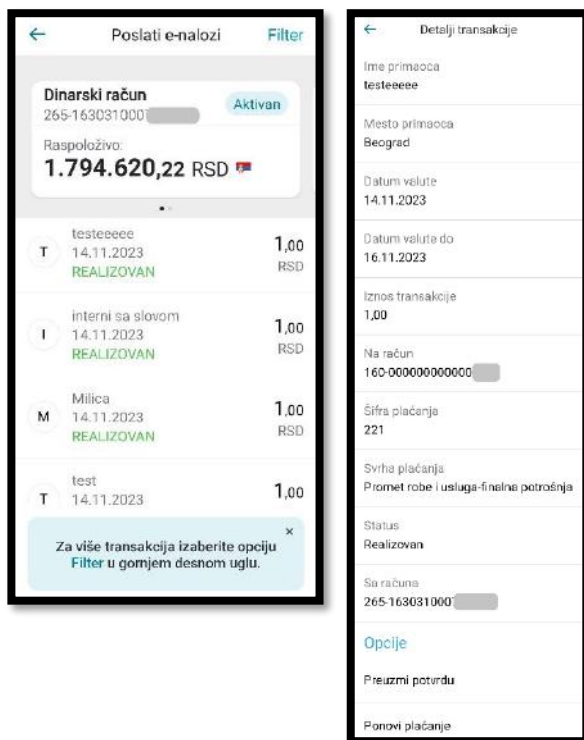 Poslati e-nalozi
Filter
Dinarski račun
Aktivan
265-163031000
Raspoloživo:
1.794.620,22 RSD
T
testeeeee
14.11.2023
REALIZOVAN
1,00
RSD
I
interni sa slovom
14.11.2023
REALIZOVAN
1,00
RSD
M
Milica
14.11.2023
REALIZOVAN
1,00
RSD
T
test
14.11.2023
1,00
Za više transakcija izaberite opciju
Filter u gornjem desnom uglu.
Detalji transakcije
Ime primaoca
testeeeee
Mesto primaoca
Beograd
Datum valute
14.11.2023
Datum valute do
16.11.2023
Iznos transakcije
1,00
Na račun
160-000000000000
Šifra plaćanja
221
Svrha plaćanja
Promet robe i usluga-finalna potrošnja
Status
Realizovan
Sa računa
265-163031000
Opcije
Preuzmi potvrdu
Ponovi plaćanje